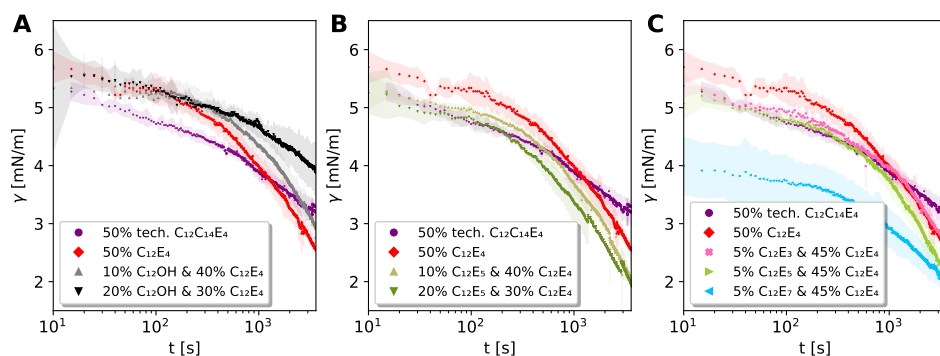 A
B
C
6
5
4
3
2
γ [mN/m]
50% tech. C₁₂C₁₄E₄
50% C₁₂E₄
10% C₁₂OH & 40% C₁₂E₄
20% C₁₂OH & 30% C₁₂E₄
10¹
10²
10³
t [s]
6
5
4
3
2
γ [mN/m]
50% tech. C₁₂C₁₄E₄
50% C₁₂E₄
10% C₁₂E₅ & 40% C₁₂E₄
20% C₁₂E₅ & 30% C₁₂E₄
10¹
10²
10³
t [s]
6
5
4
3
2
γ [mN/m]
50% tech. C₁₂C₁₄E₄
50% C₁₂E₄
5% C₁₂E₃ & 45% C₁₂E₄
5% C₁₂E₅ & 45% C₁₂E₄
5% C₁₂E₇ & 45% C₁₂E₄
10¹
10²
10³
t [s]